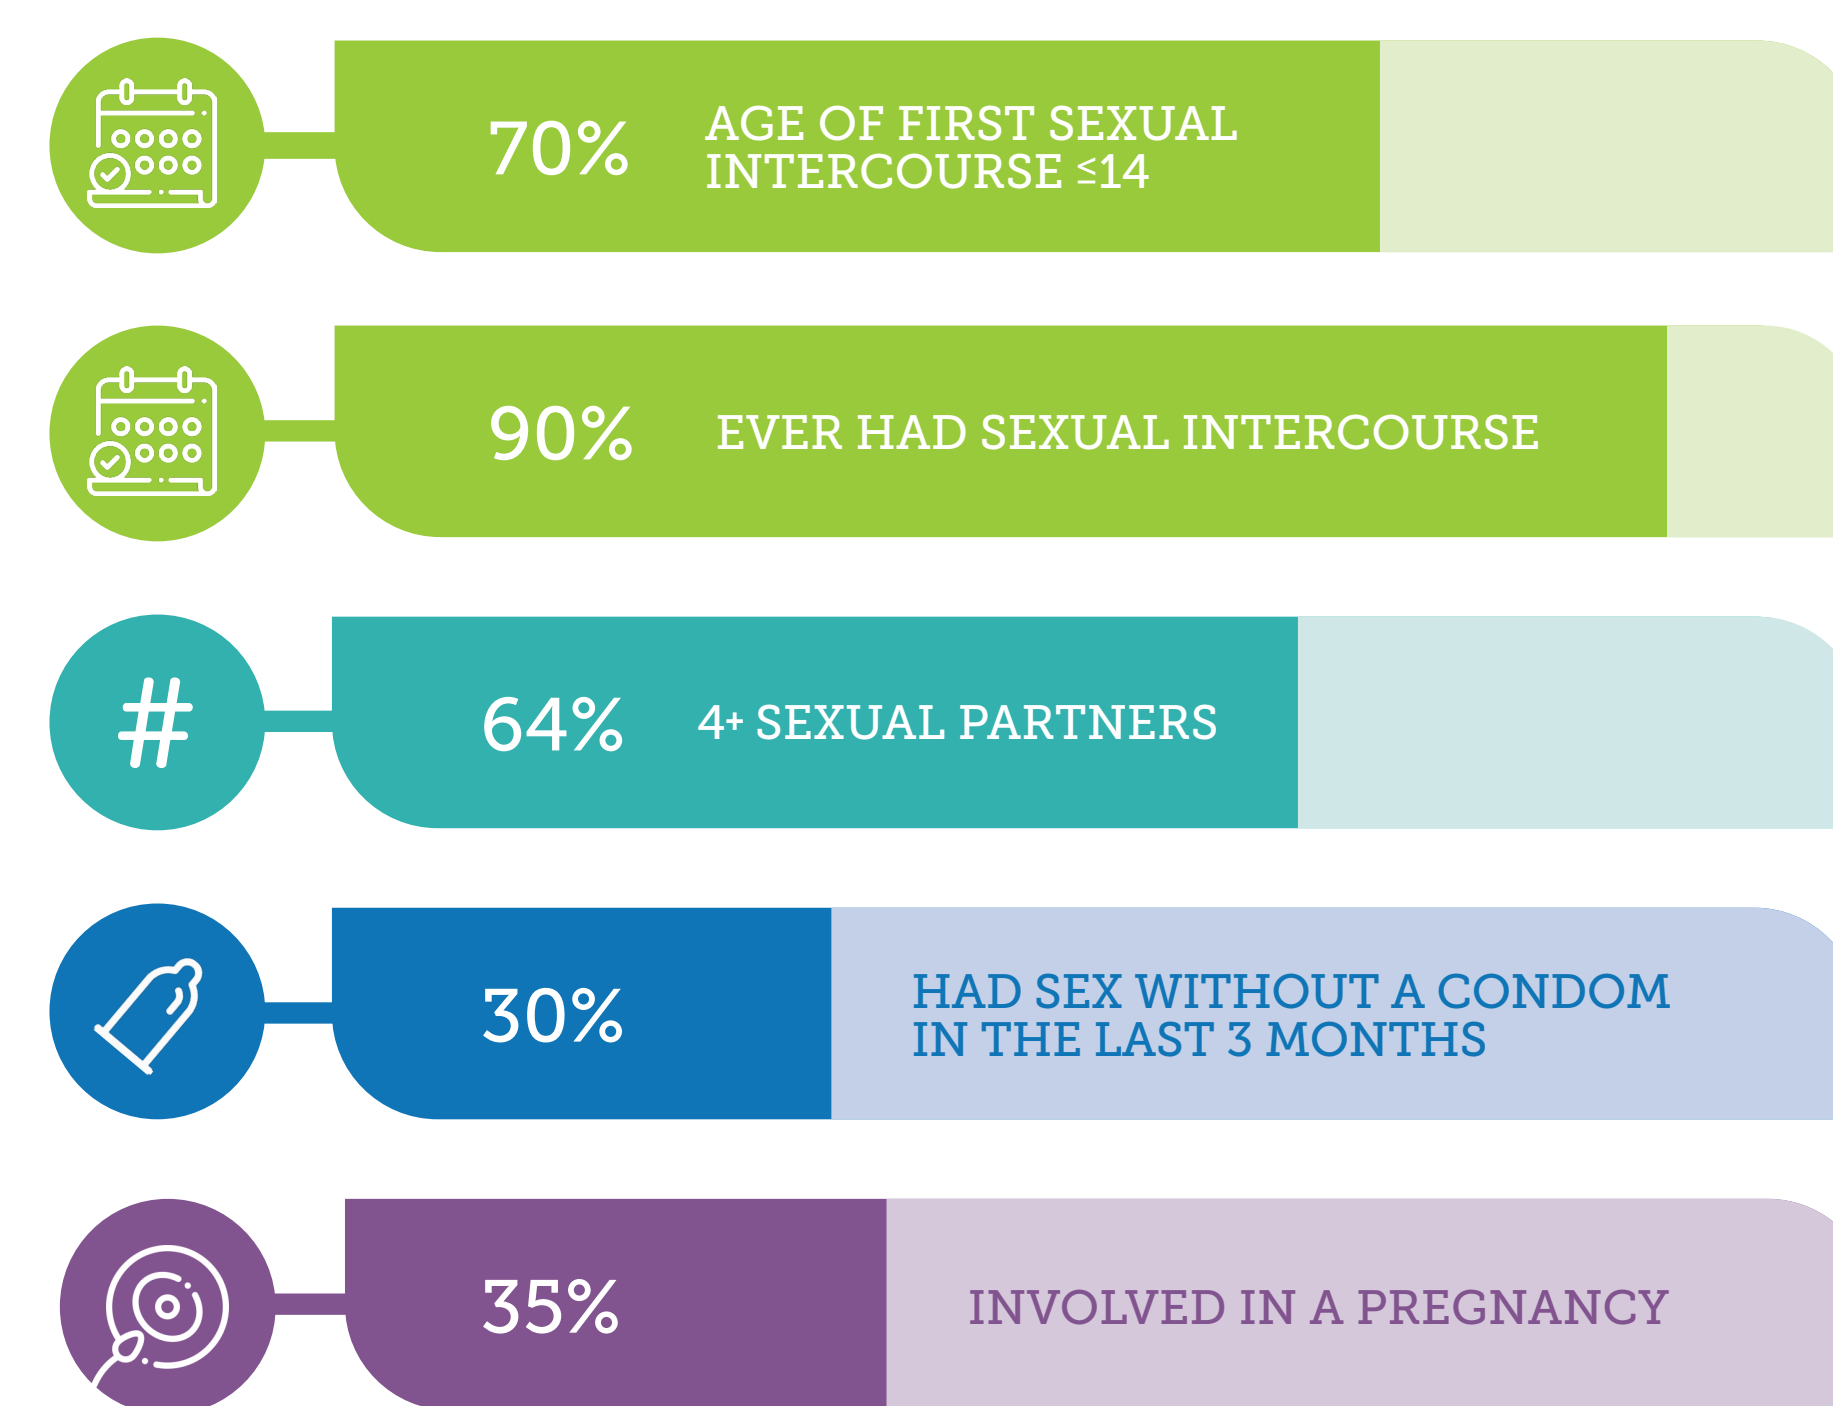 70%
AGE OF FIRST SEXUAL
INTERCOURSE ≤14
90%
EVER HAD SEXUAL INTERCOURSE
#
64%
4+ SEXUAL PARTNERS
30%
HAD SEX WITHOUT A CONDOM
IN THE LAST 3 MONTHS
35%
INVOLVED IN A PREGNANCY